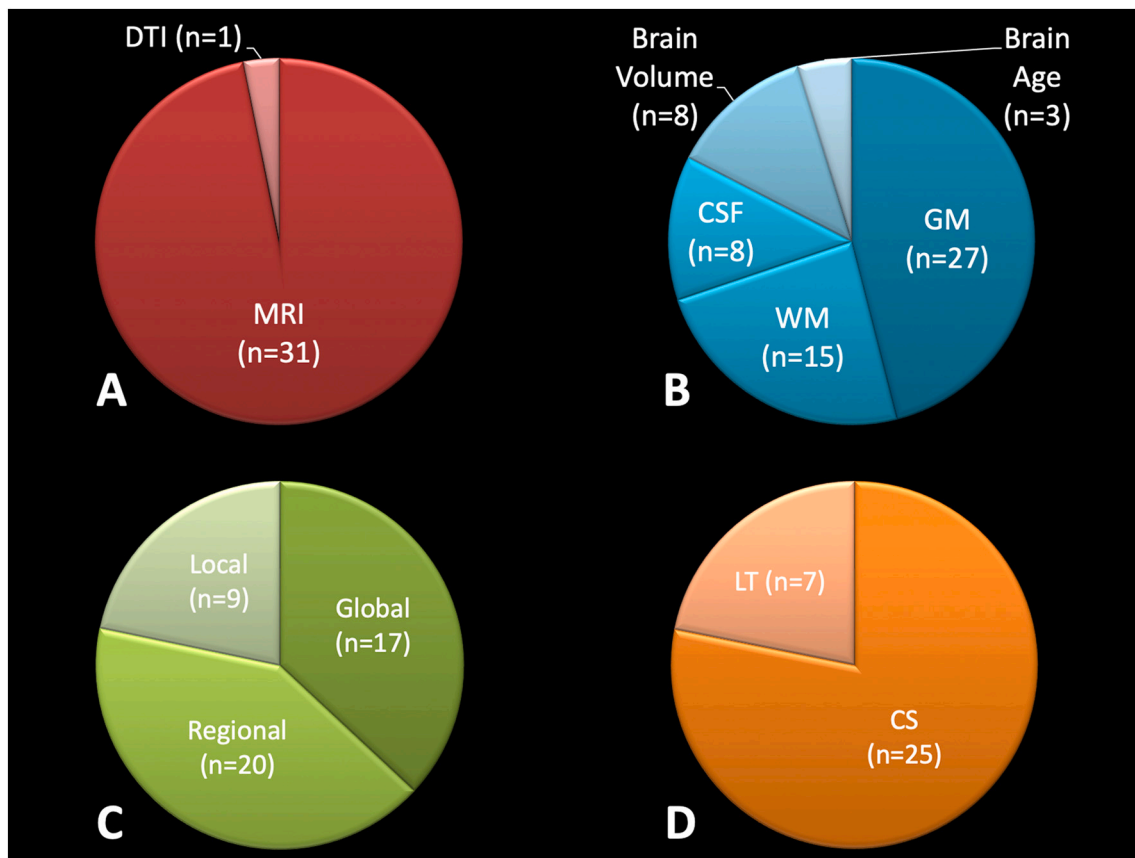 DTI (n=1)
MRI
(n=31)
A
Brain
Volume
(n=8)
Brain
Age
(n=3)
CSF
(n=8)
GM
(n=27)
WM
(n=15)
B
Local
(n=9)
Global
(n=17)
Regional
(n=20)
C
LT (n=7)
CS
(n=25)
D